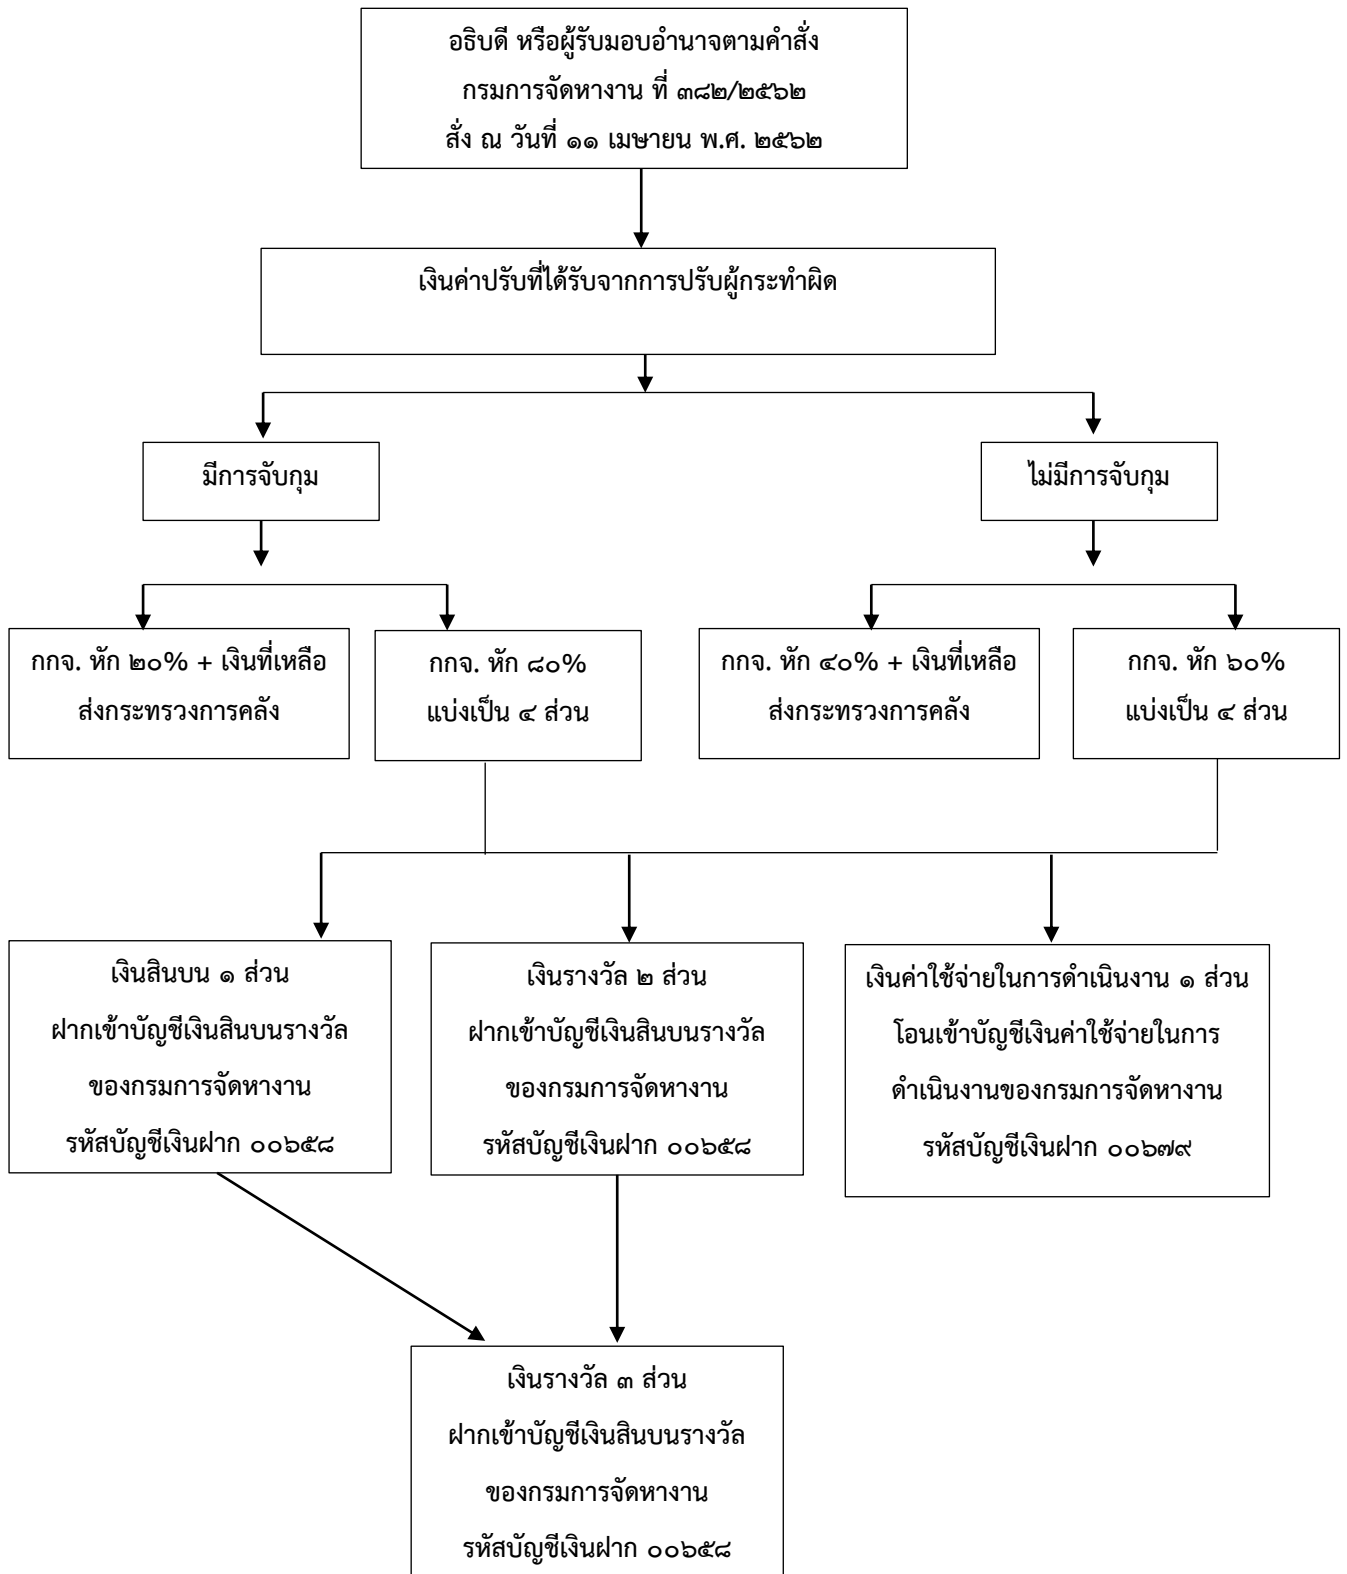 อธิบดี หรือผู้รับมอบอำนาจตามคำสั่ง
กรมการจัดหางาน ที่ ๓๘๒/๒๕๖๒
สั่ง ณ วันที่ ๑๑ เมษายน พ.ศ. ๒๕๖๒
เงินค่าปรับที่ได้รับจากการปรับผู้กระทำผิด
มีการจับกุม
ไม่มีการจับกุม
กกจ. หัก ๒๐% + เงินที่เหลือ
ส่งกระทรวงการคลัง
กกจ. หัก ๘๐%
แบ่งเป็น ๔ ส่วน
กกจ. หัก ๔๐% + เงินที่เหลือ
ส่งกระทรวงการคลัง
กกจ. หัก ๖๐%
แบ่งเป็น ๔ ส่วน
เงินสินบน ๑ ส่วน
ฝากเข้าบัญชีเงินสินบนรางวัล
ของกรมการจัดหางาน
รหัสบัญชีเงินฝาก ๐๐๖๕๘
เงินรางวัล ๒ ส่วน
ฝากเข้าบัญชีเงินสินบนรางวัล
ของกรมการจัดหางาน
รหัสบัญชีเงินฝาก ๐๐๖๕๘
เงินค่าใช้จ่ายในการดำเนินงาน ๑ ส่วน
โอนเข้าบัญชีเงินค่าใช้จ่ายในการ
ดำเนินงานของกรมการจัดหางาน
รหัสบัญชีเงินฝาก ๐๐๖๗๙
เงินรางวัล ๓ ส่วน
ฝากเข้าบัญชีเงินสินบนรางวัล
ของกรมการจัดหางาน
รหัสบัญชีเงินฝาก ๐๐๖๕๘